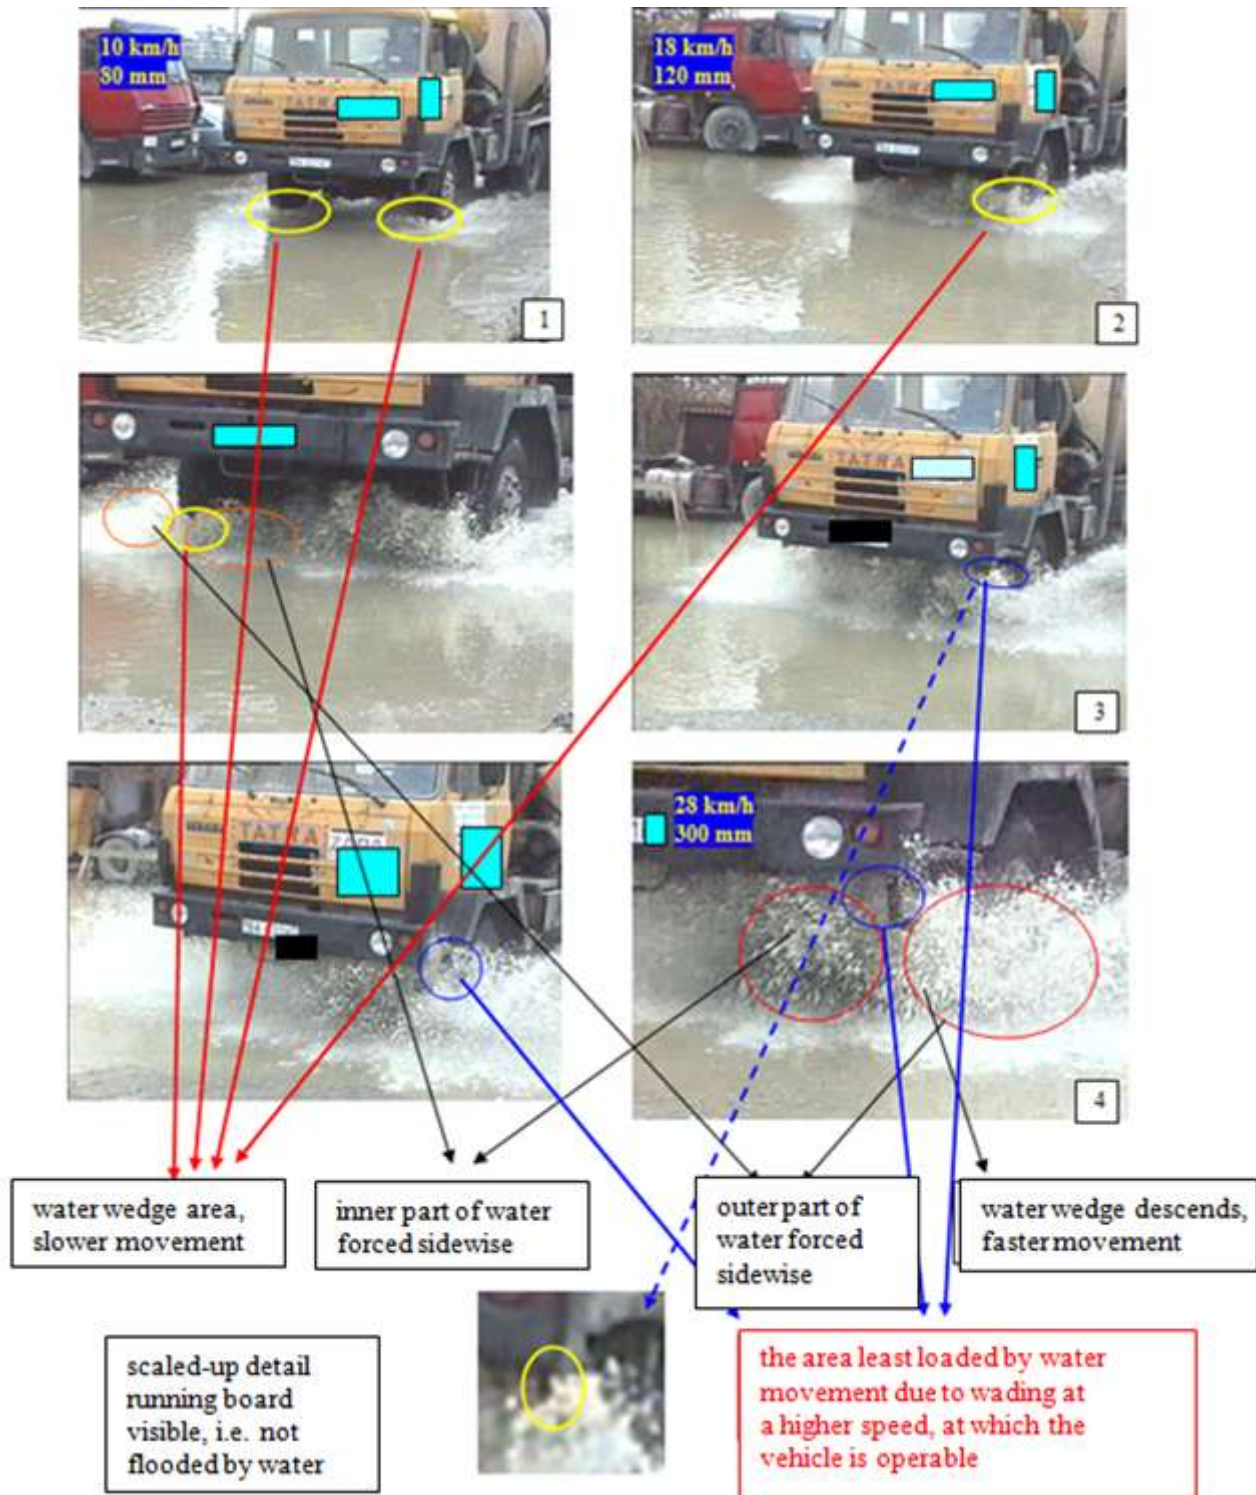 10 km/h
80 mm
TATRA
1
18 km/h
120 mm
TATRA
2
TATRA
3
TATRA
28 km/h
300 mm
4
water wedge area,
slower movement
inner part of water
forced sidewise
outer part of
water forced
sidewise
water wedge descends,
faster movement
scaled-up detail
running board
visible, i.e. not
flooded by water
the area least loaded by water
movement due to wading at
a higher speed, at which the
vehicle is operable